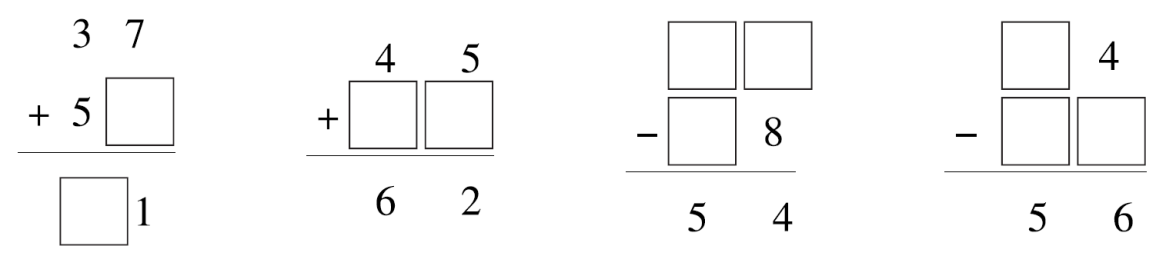 3 7
+ 5 □
□ 1
4 5
+ □ □
6 2
□ □
− □ 8
5 4
□ 4
− □ □
5 6